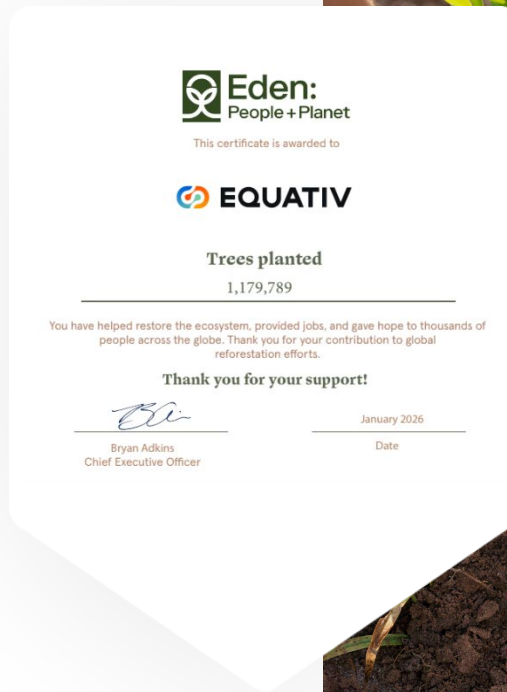 Eden:
People + Planet
This certificate is awarded to
EQUATIV
Trees planted
1,179,789
You have helped restore the ecosystem, provided jobs, and gave hope to thousands of
people across the globe. Thank you for your contribution to global
reforestation efforts.
Thank you for your support!
January 2026
Bryan Adkins
Date
Chief Executive Officer